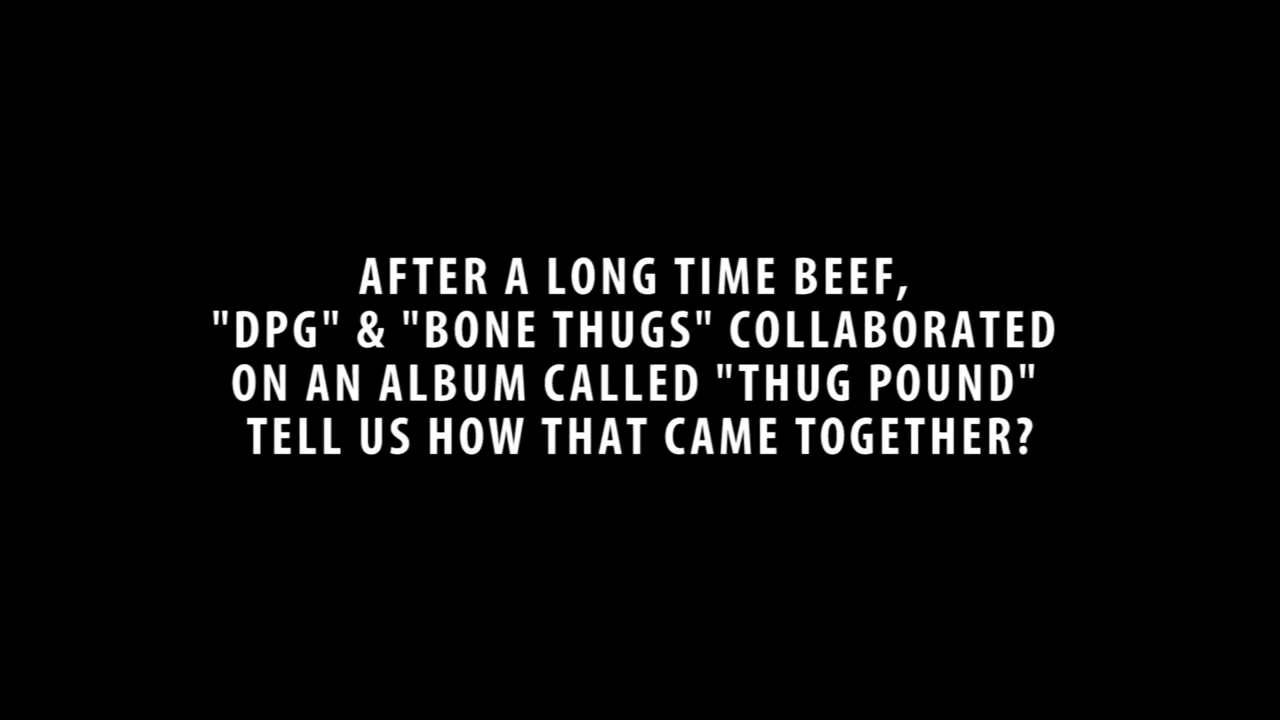 AFTER A LONG TIME BEEF,
"DPG" & "BONE THUGS" COLLABORATED
ON AN ALBUM CALLED "THUG POUND"
TELL US HOW THAT CAME TOGETHER?